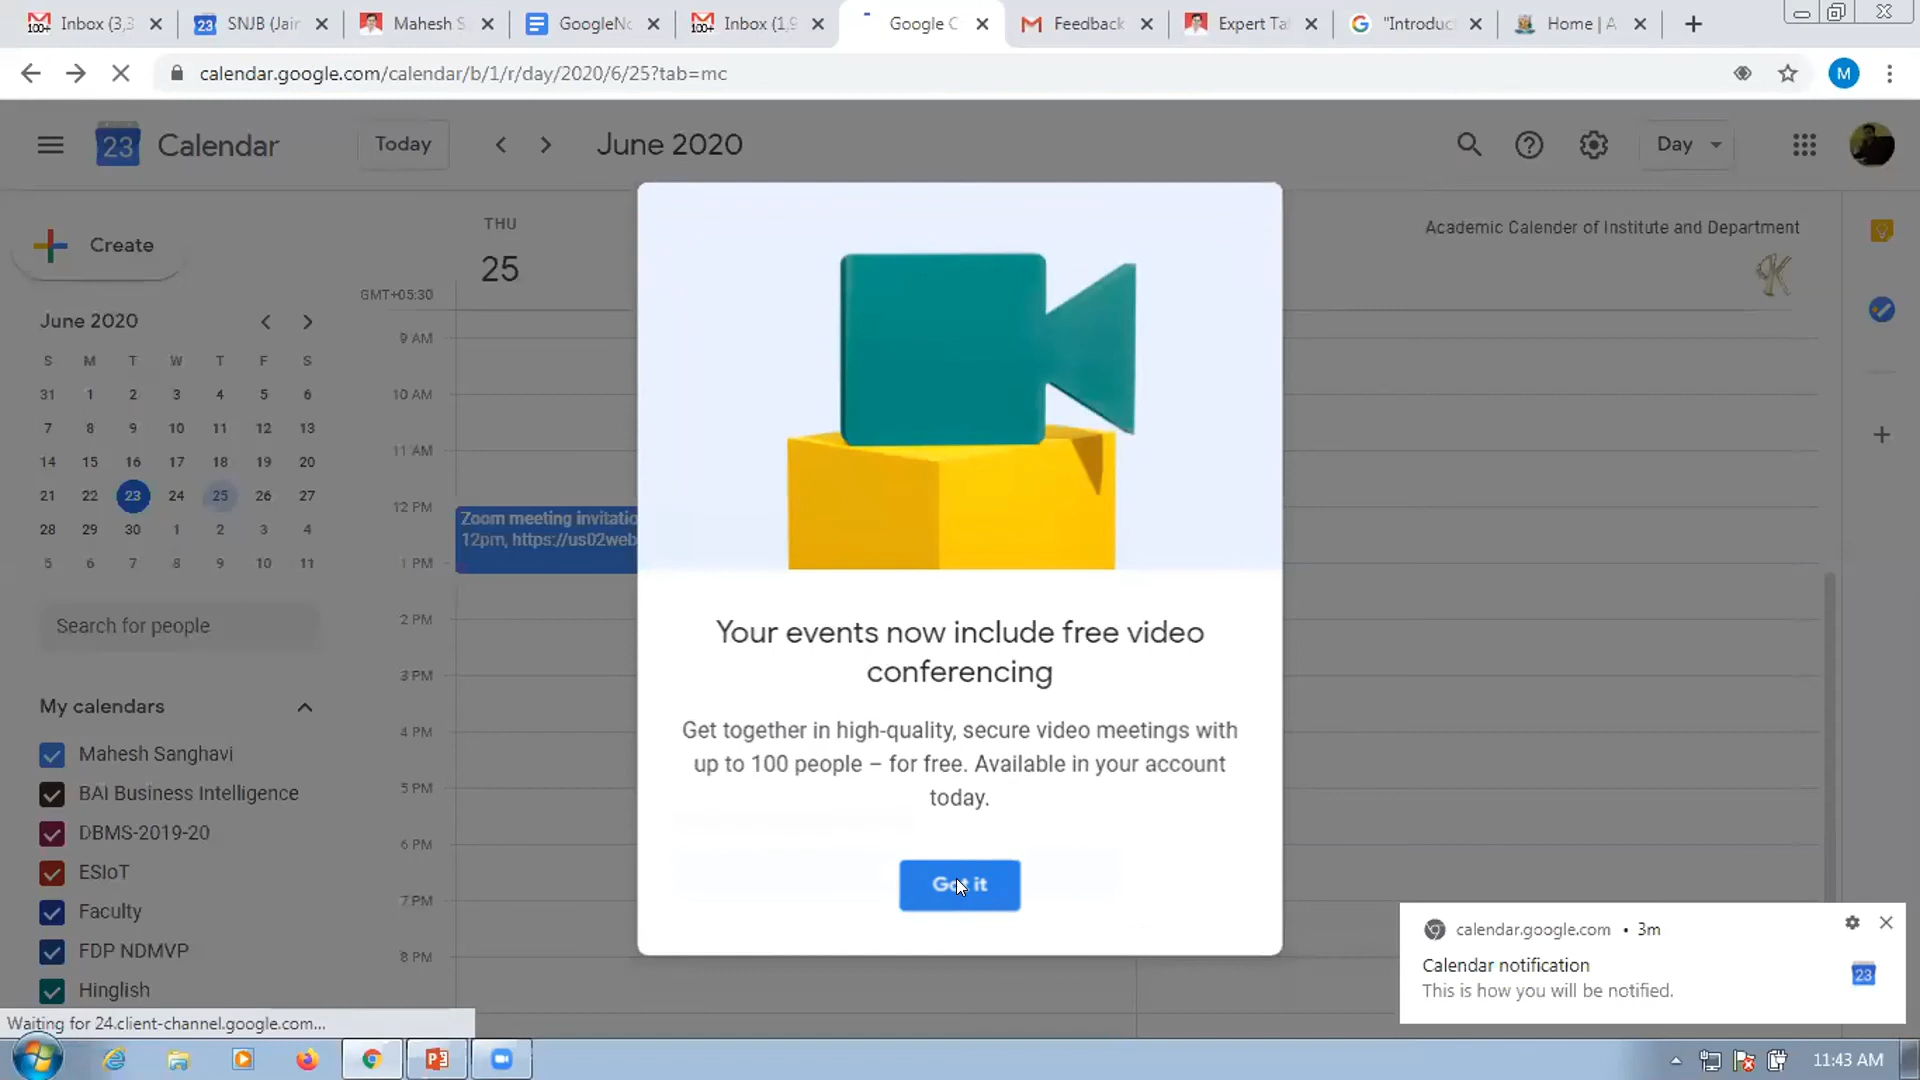 Inbox (3,3
SNJB (Jair
Mahesh S
GoogleNo
Inbox (1,9
Google C
Feedback
Expert Ta
"Introduc
Home | A
calendar.google.com/calendar/b/1/r/day/2020/6/25?tab=mc
M
23 Calendar
Today
June 2020
Day
Create
THU
25
GMT+05:30
Academic Calender of Institute and Department
June 2020
S M T W T F S
31 1 2 3 4 5 6
7 8 9 10 11 12 13
14 15 16 17 18 19 20
21 22 23 24 25 26 27
28 29 30 1 2 3 4
5 6 7 8 9 10 11
Search for people
My calendars
Mahesh Sanghavi
BAI Business Intelligence
DBMS-2019-20
ESIoT
Faculty
FDP NDMVP
Hinglish
9 AM
10 AM
11 AM
12 PM
1 PM
2 PM
3 PM
4 PM
5 PM
6 PM
7 PM
8 PM
Zoom meeting invitatio
12pm, https://us02web
Your events now include free video
conferencing
Get together in high-quality, secure video meetings with
up to 100 people – for free. Available in your account
today.
Got it
calendar.google.com • 3m
Calendar notification
This is how you will be notified.
23
Waiting for 24.client-channel.google.com...
11:43 AM